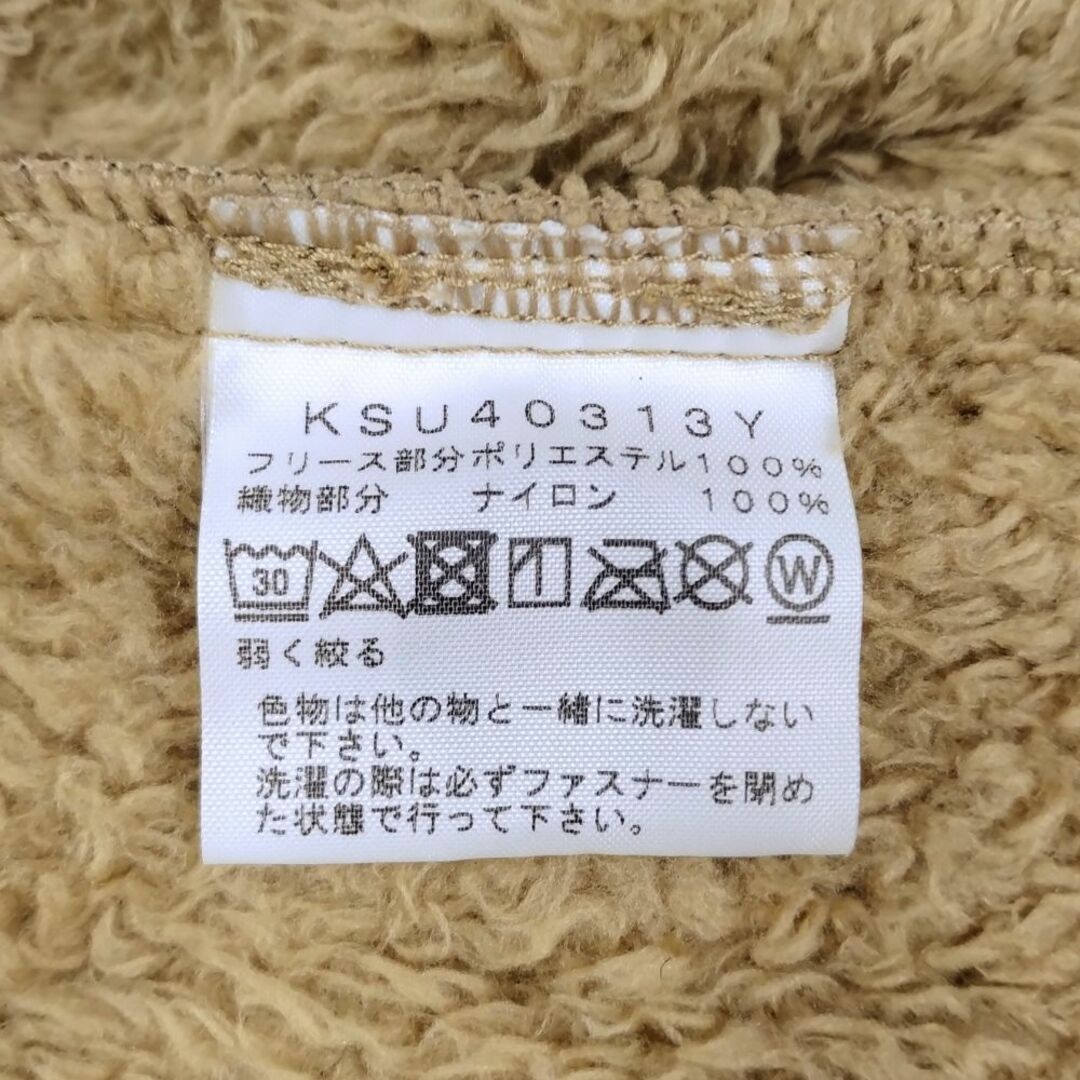 KSU40313Y
フリース部分ポリエステル100%
織物部分 ナイロン 100%
30 W
弱く絞る
色物は他の物と一緒に洗濯しない
で下さい。
洗濯の際は必ずファスナーを閉め
た状態で行って下さい。